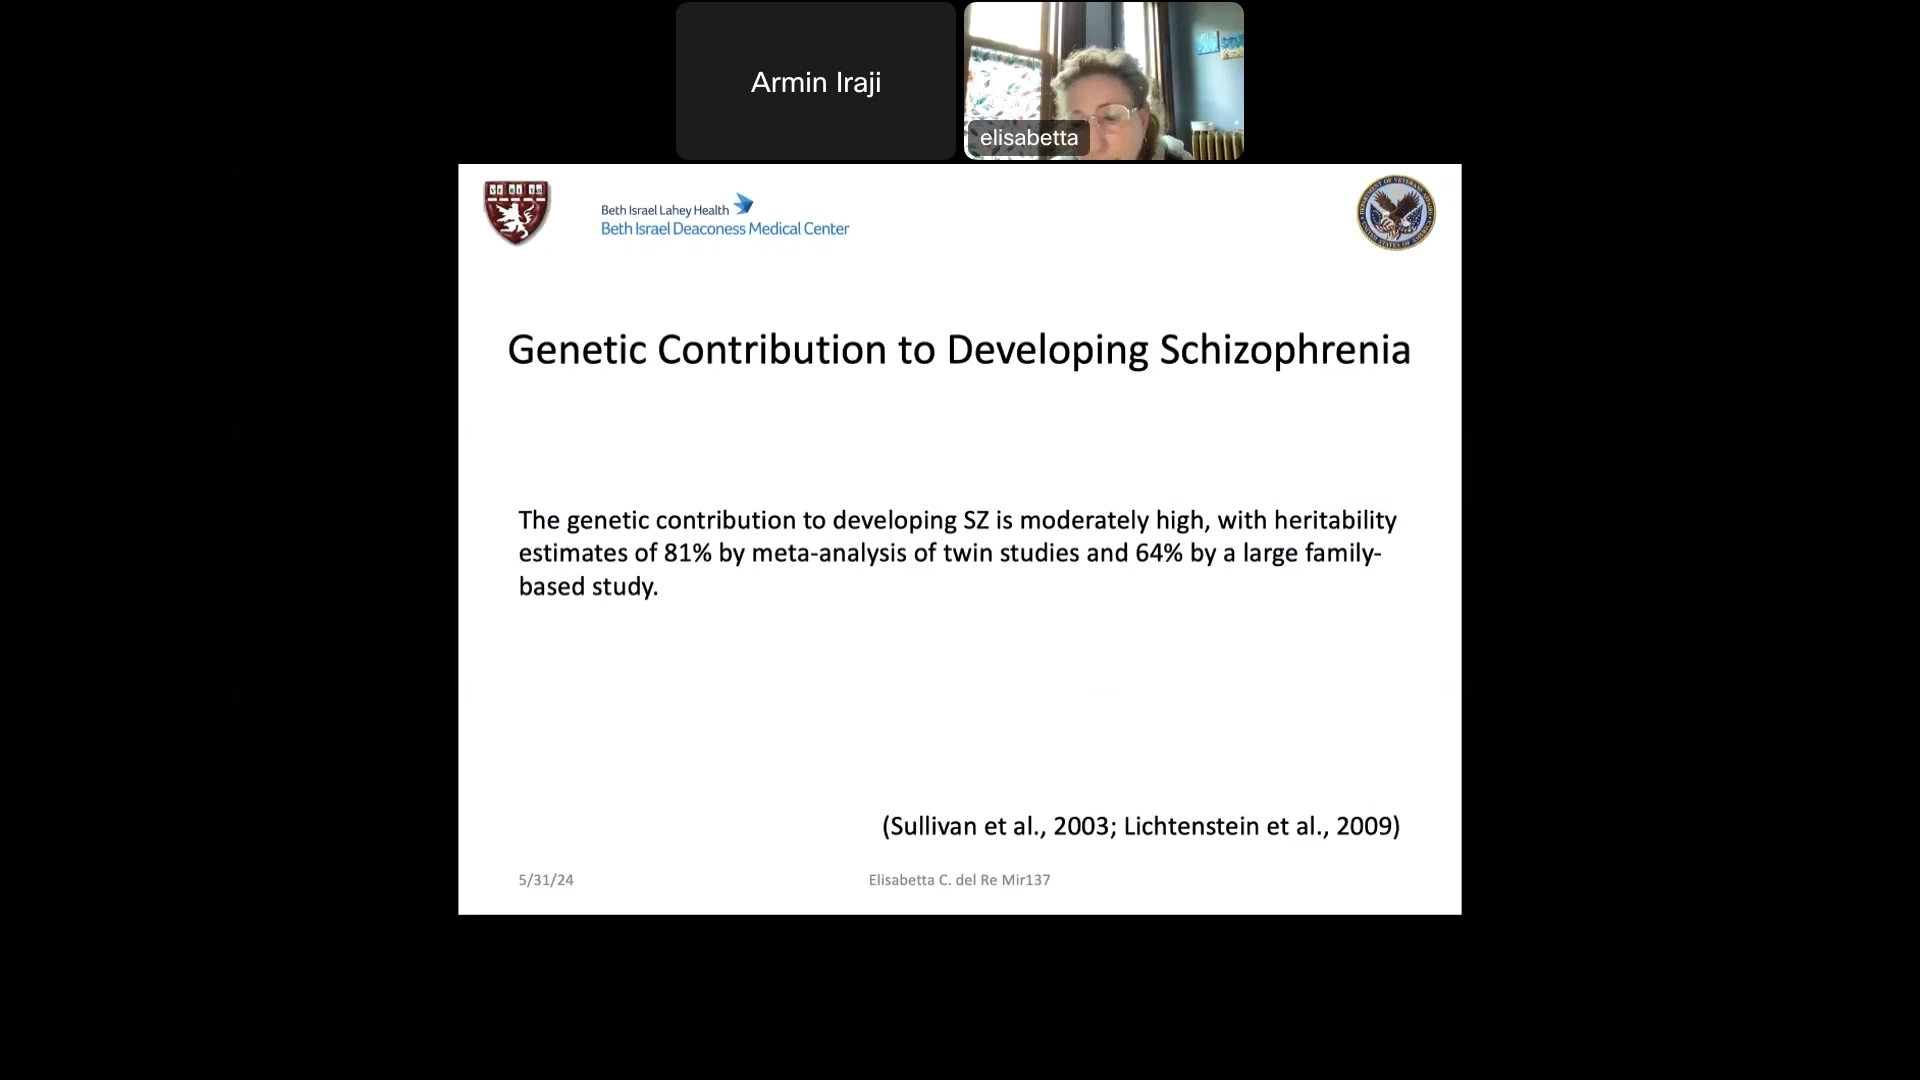 Armin Iraji
elisabetta
Beth Israel Lahey Health
Beth Israel Deaconess Medical Center
Genetic Contribution to Developing Schizophrenia
The genetic contribution to developing SZ is moderately high, with heritability
estimates of 81% by meta-analysis of twin studies and 64% by a large family-
based study.
(Sullivan et al., 2003; Lichtenstein et al., 2009)
5/31/24
Elisabetta C. del Re Mir137